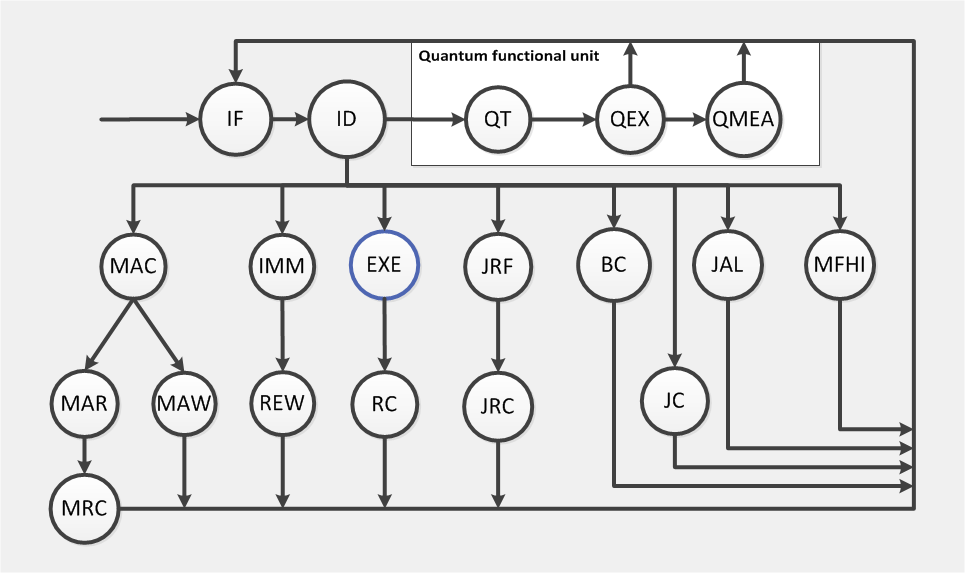 Quantum functional unit
IF
ID
QT
QEX
QMEA
MAC
IMM
EXE
JRF
BC
JAL
MFHI
MAR
MAW
REW
RC
JRC
JC
MRC